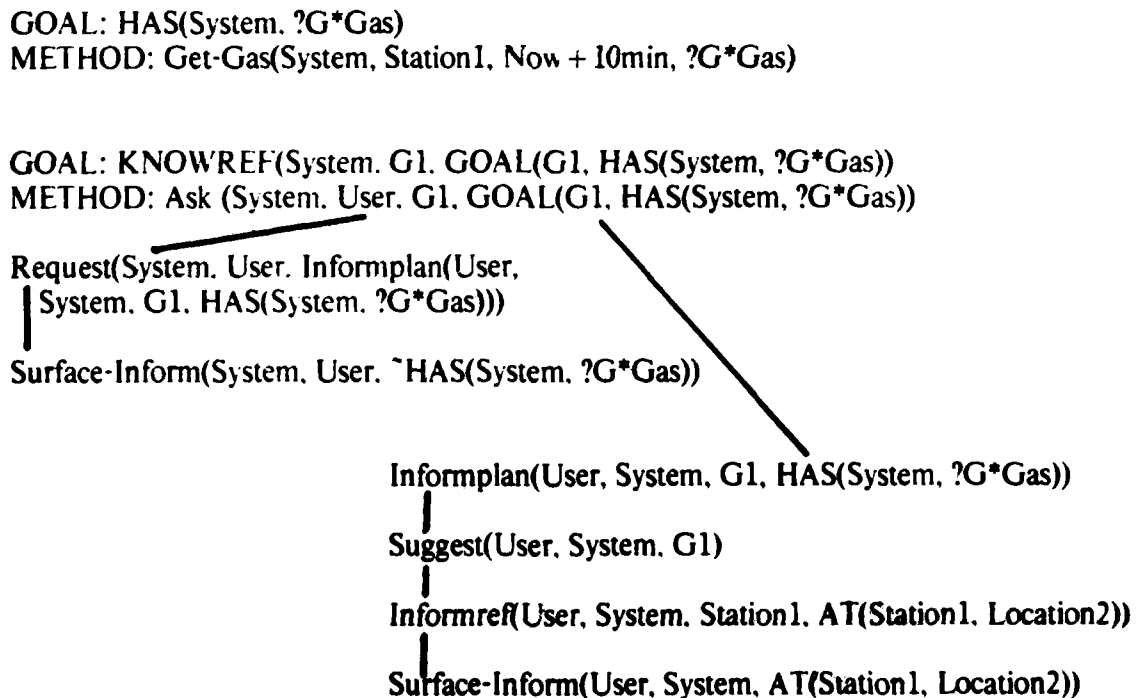 GOAL: HAS(System. ?G*Gas)
METHOD: Get-Gas(System, Station1, Now + 10min, ?G*Gas)
GOAL: KNOWREF(System. G1. GOAL(G1, HAS(System, ?G*Gas))
METHOD: Ask (System. User. G1. GOAL(G1, HAS(System, ?G*Gas))
Request(System. User. Informplan(User,
System. G1. HAS(System. ?G*Gas)))
Surface-Inform(System, User. ~HAS(System. ?G*Gas))
Informplan(User, System, G1, HAS(System, ?G*Gas))
Suggest(User, System. G1)
Informref(User, System. Station1. AT(Station1. Location2))
Surface-Inform(User, System, AT(Station1, Location2))